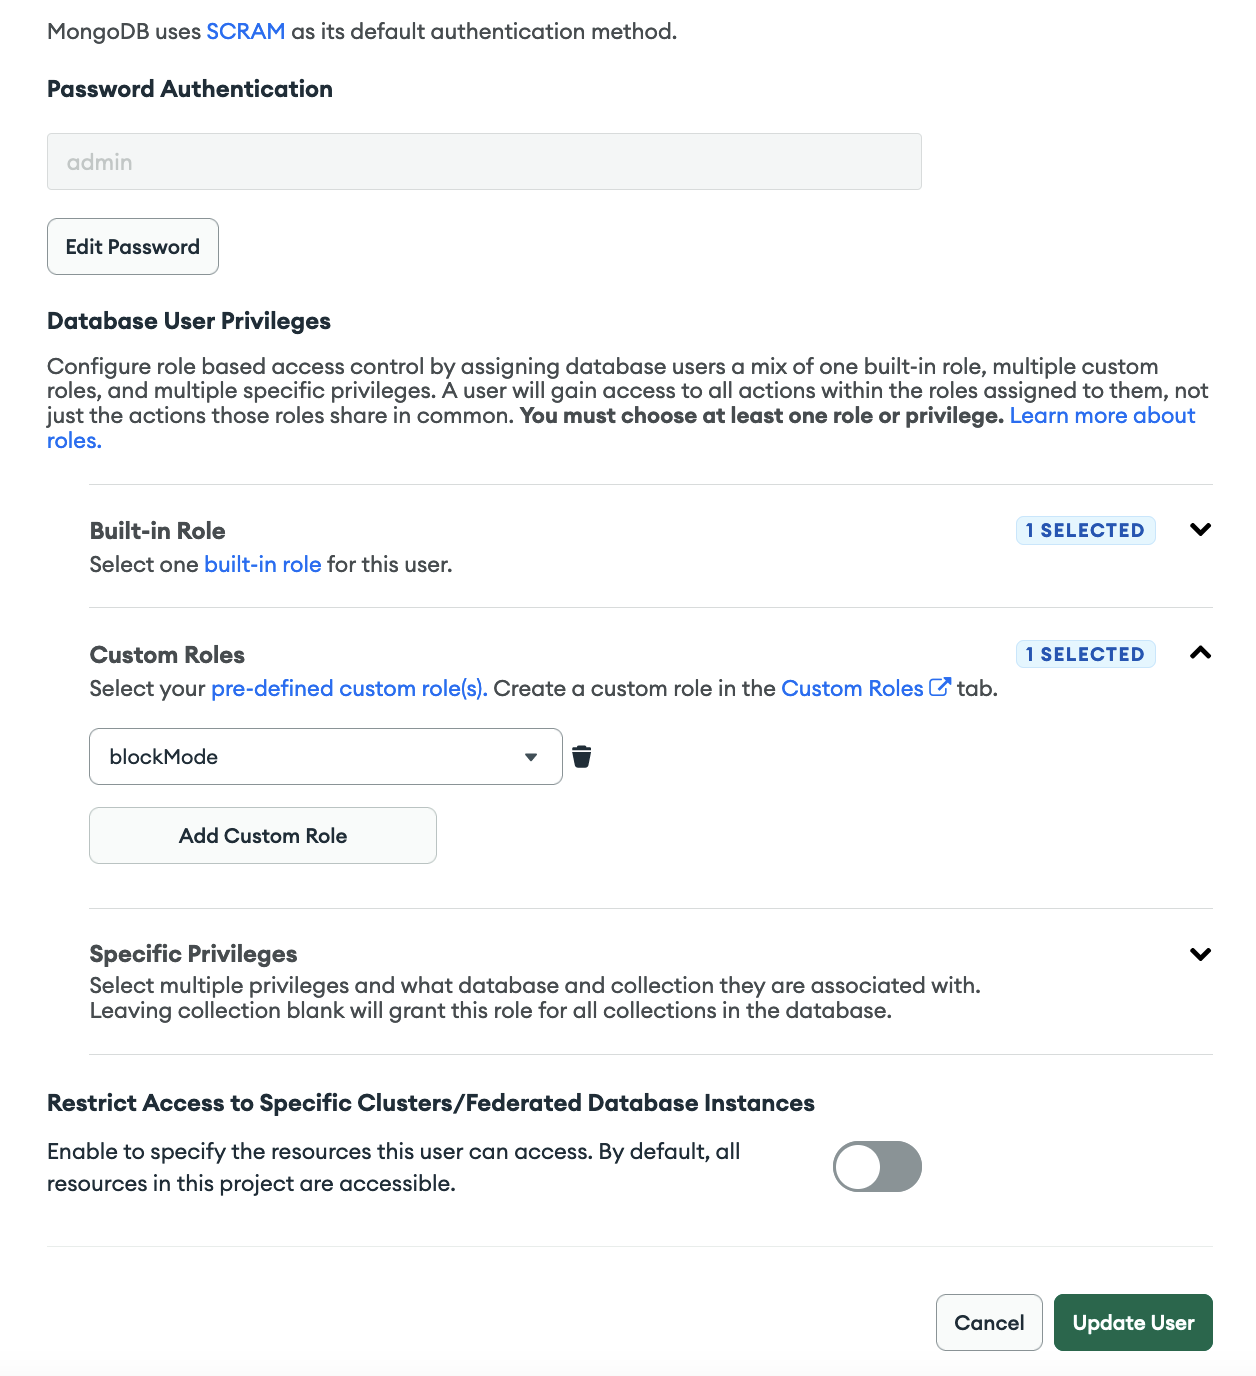 MongoDB uses SCRAM as its default authentication method.
Password Authentication
admin
Edit Password
Database User Privileges
Configure role based access control by assigning database users a mix of one built-in role, multiple custom
roles, and multiple specific privileges. A user will gain access to all actions within the roles assigned to them, not
just the actions those roles share in common. You must choose at least one role or privilege. Learn more about
roles.
Built-in Role
1 SELECTED
Select one built-in role for this user.
Custom Roles
1 SELECTED
Select your pre-defined custom role(s). Create a custom role in the Custom Roles tab.
blockMode
Add Custom Role
Specific Privileges
Select multiple privileges and what database and collection they are associated with.
Leaving collection blank will grant this role for all collections in the database.
Restrict Access to Specific Clusters/Federated Database Instances
Enable to specify the resources this user can access. By default, all
resources in this project are accessible.
Cancel
Update User